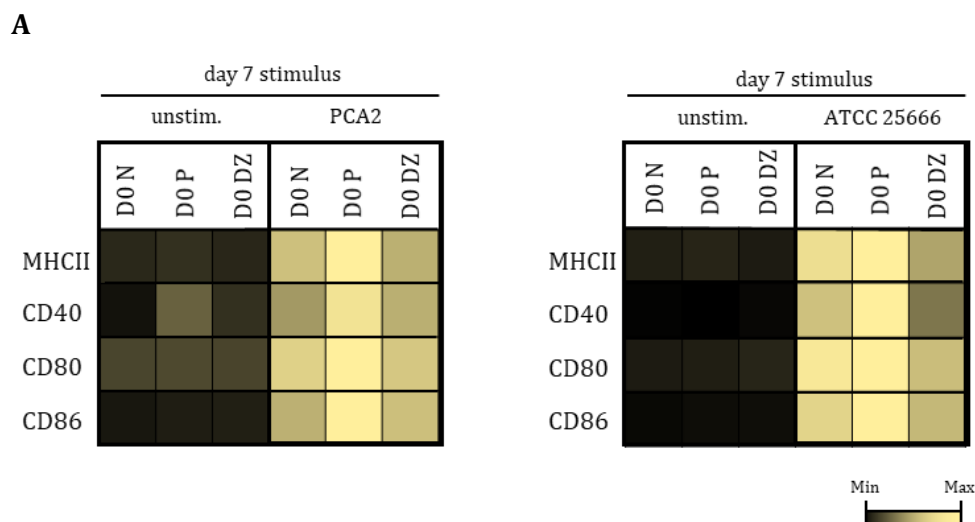 A
day 7 stimulus
unstim. PCA2
D0 N D0 P D0 DZ D0 N D0 P D0 DZ
MHCII
CD40
CD80
CD86
day 7 stimulus
unstim. ATCC 25666
D0 N D0 P D0 DZ D0 N D0 P D0 DZ
MHCII
CD40
CD80
CD86
Min Max